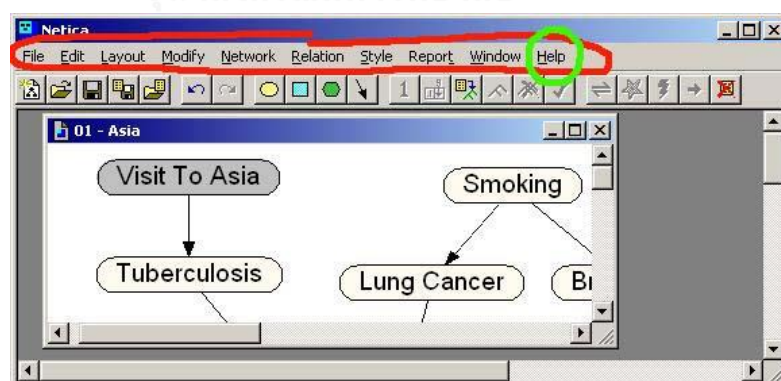 Netica
File Edit Layout Modify Network Relation Style Report Window Help
1
01 - Asia
Visit To Asia
Smoking
Tuberculosis
Lung Cancer
Br